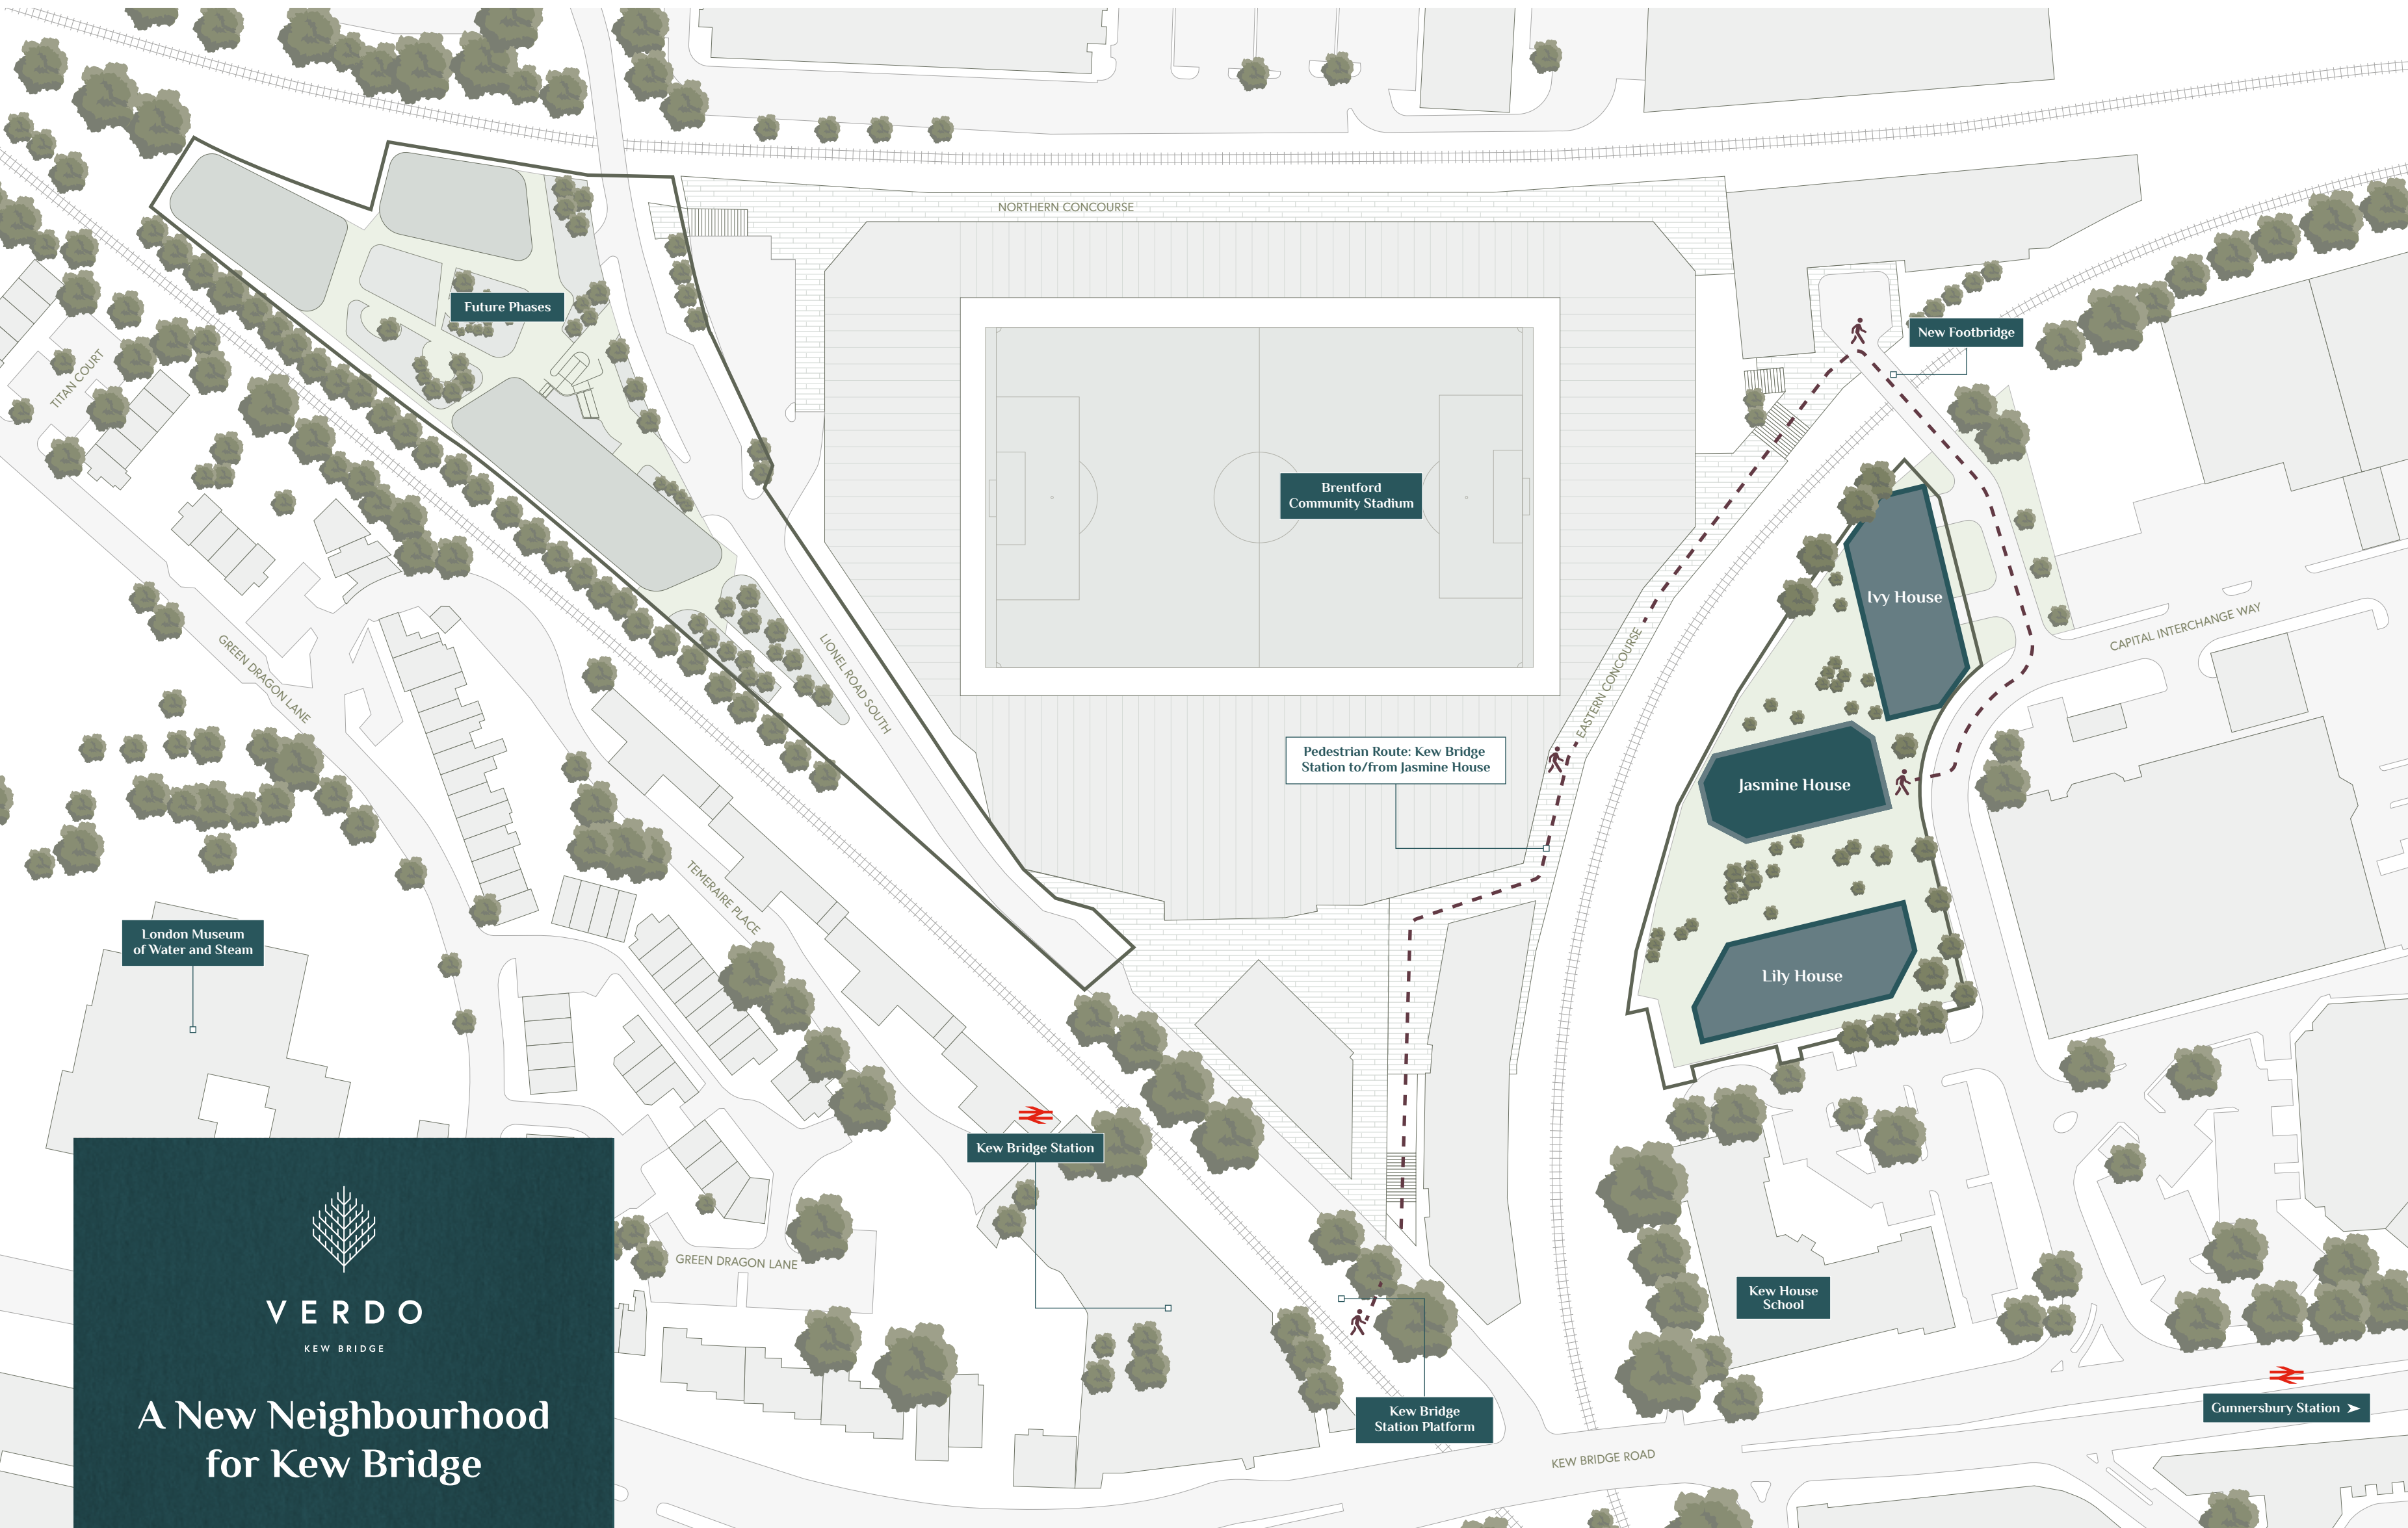 NORTHERN CONCOURSE
Future Phases
New Footbridge
TITAN COURT
Brentford
Community Stadium
Ivy House
CAPITAL INTERCHANGE WAY
GREEN DRAGON LANE
LIONEL ROAD SOUTH
EASTERN CONCOURSE
Pedestrian Route: Kew Bridge
Station to/from Jasmine House
Jasmine House
TEMERAIRE PLACE
London Museum
of Water and Steam
Lily House
Kew Bridge Station
GREEN DRAGON LANE
Kew House
School
VERDO
KEW BRIDGE
A New Neighbourhood
for Kew Bridge
Kew Bridge
Station Platform
Gunnersbury Station
KEW BRIDGE ROAD